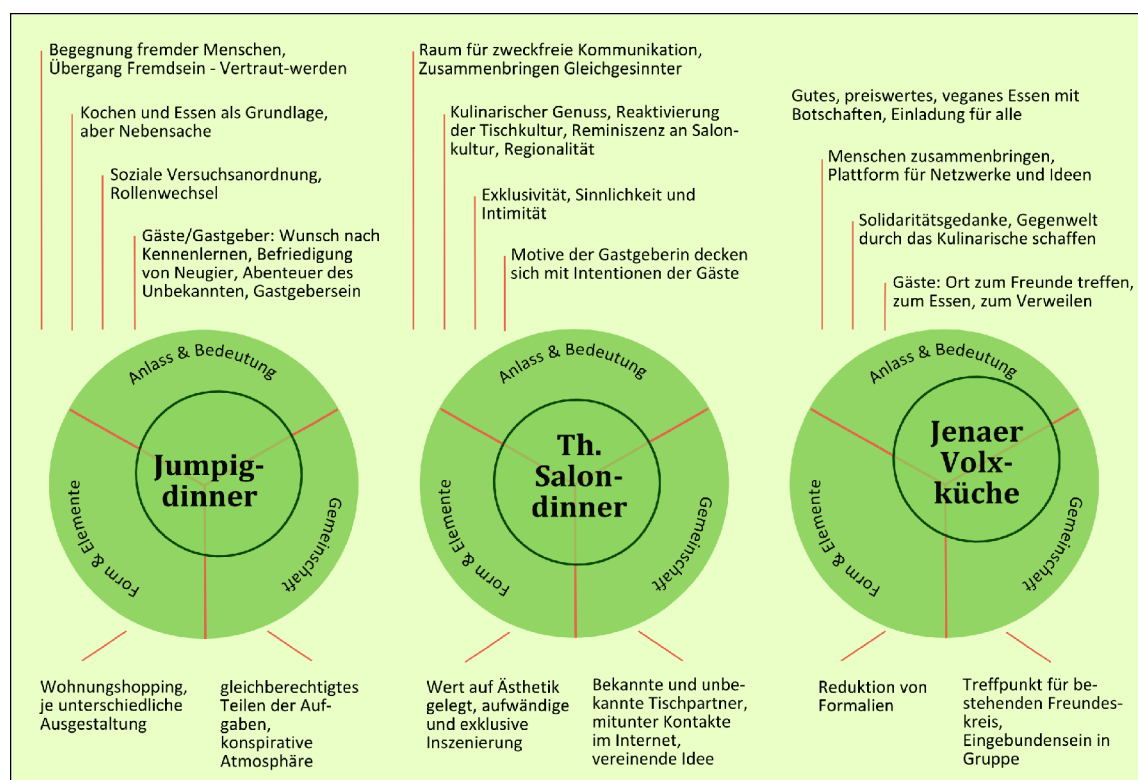 Begegnung fremder Menschen,
Übergang Fremdsein - Vertraut-werden
Kochen und Essen als Grundlage,
aber Nebensache
Soziale Versuchsanordnung,
Rollenwechsel
Gäste/Gastgeber: Wunsch nach
Kennenlernen, Befriedigung
von Neugier, Abenteuer des
Unbekannten, Gastgebersein
Anlass & Bedeutung
Jumpig-
dinner
Form & Elemente
Gemeinschaft
Wohnungshopping,
je unterschiedliche
Ausgestaltung
gleichberechtigtes
Teilen der Auf-
gaben,
konspirative
Atmosphäre
Raum für zweckfreie Kommunikation,
Zusammenbringen Gleichgesinnter
Kulinarischer Genuss, Reaktivierung
der Tischkultur, Reminiszenz an Salon-
kultur, Regionalität
Exklusivität, Sinnlichkeit und
Intimität
Motive der Gastgeberin decken
sich mit Intentionen der Gäste
Anlass & Bedeutung
Th.
Salon-
dinner
Form & Elemente
Gemeinschaft
Wert auf Ästhetik
gelegt, aufwändige
und exklusive
Inszenierung
Bekannte und unbe-
kannte Tischpartner,
mitunter Kontakte
im Internet,
vereinende Idee
Gutes, preiswertes, veganes Essen mit
Botschaften, Einladung für alle
Menschen zusammenbringen,
Plattform für Netzwerke und Ideen
Solidaritätsgedanke, Gegenwelt
durch das Kulinarische schaffen
Gäste: Ort zum Freunde treffen,
zum Essen, zum Verweilen
Anlass & Bedeutung
Jenaer
Volx-
küche
Form & Elemente
Gemeinschaft
Reduktion von
Formalien
Treffpunkt für be-
stehenden Freundes-
kreis,
Eingebundensein in
Gruppe